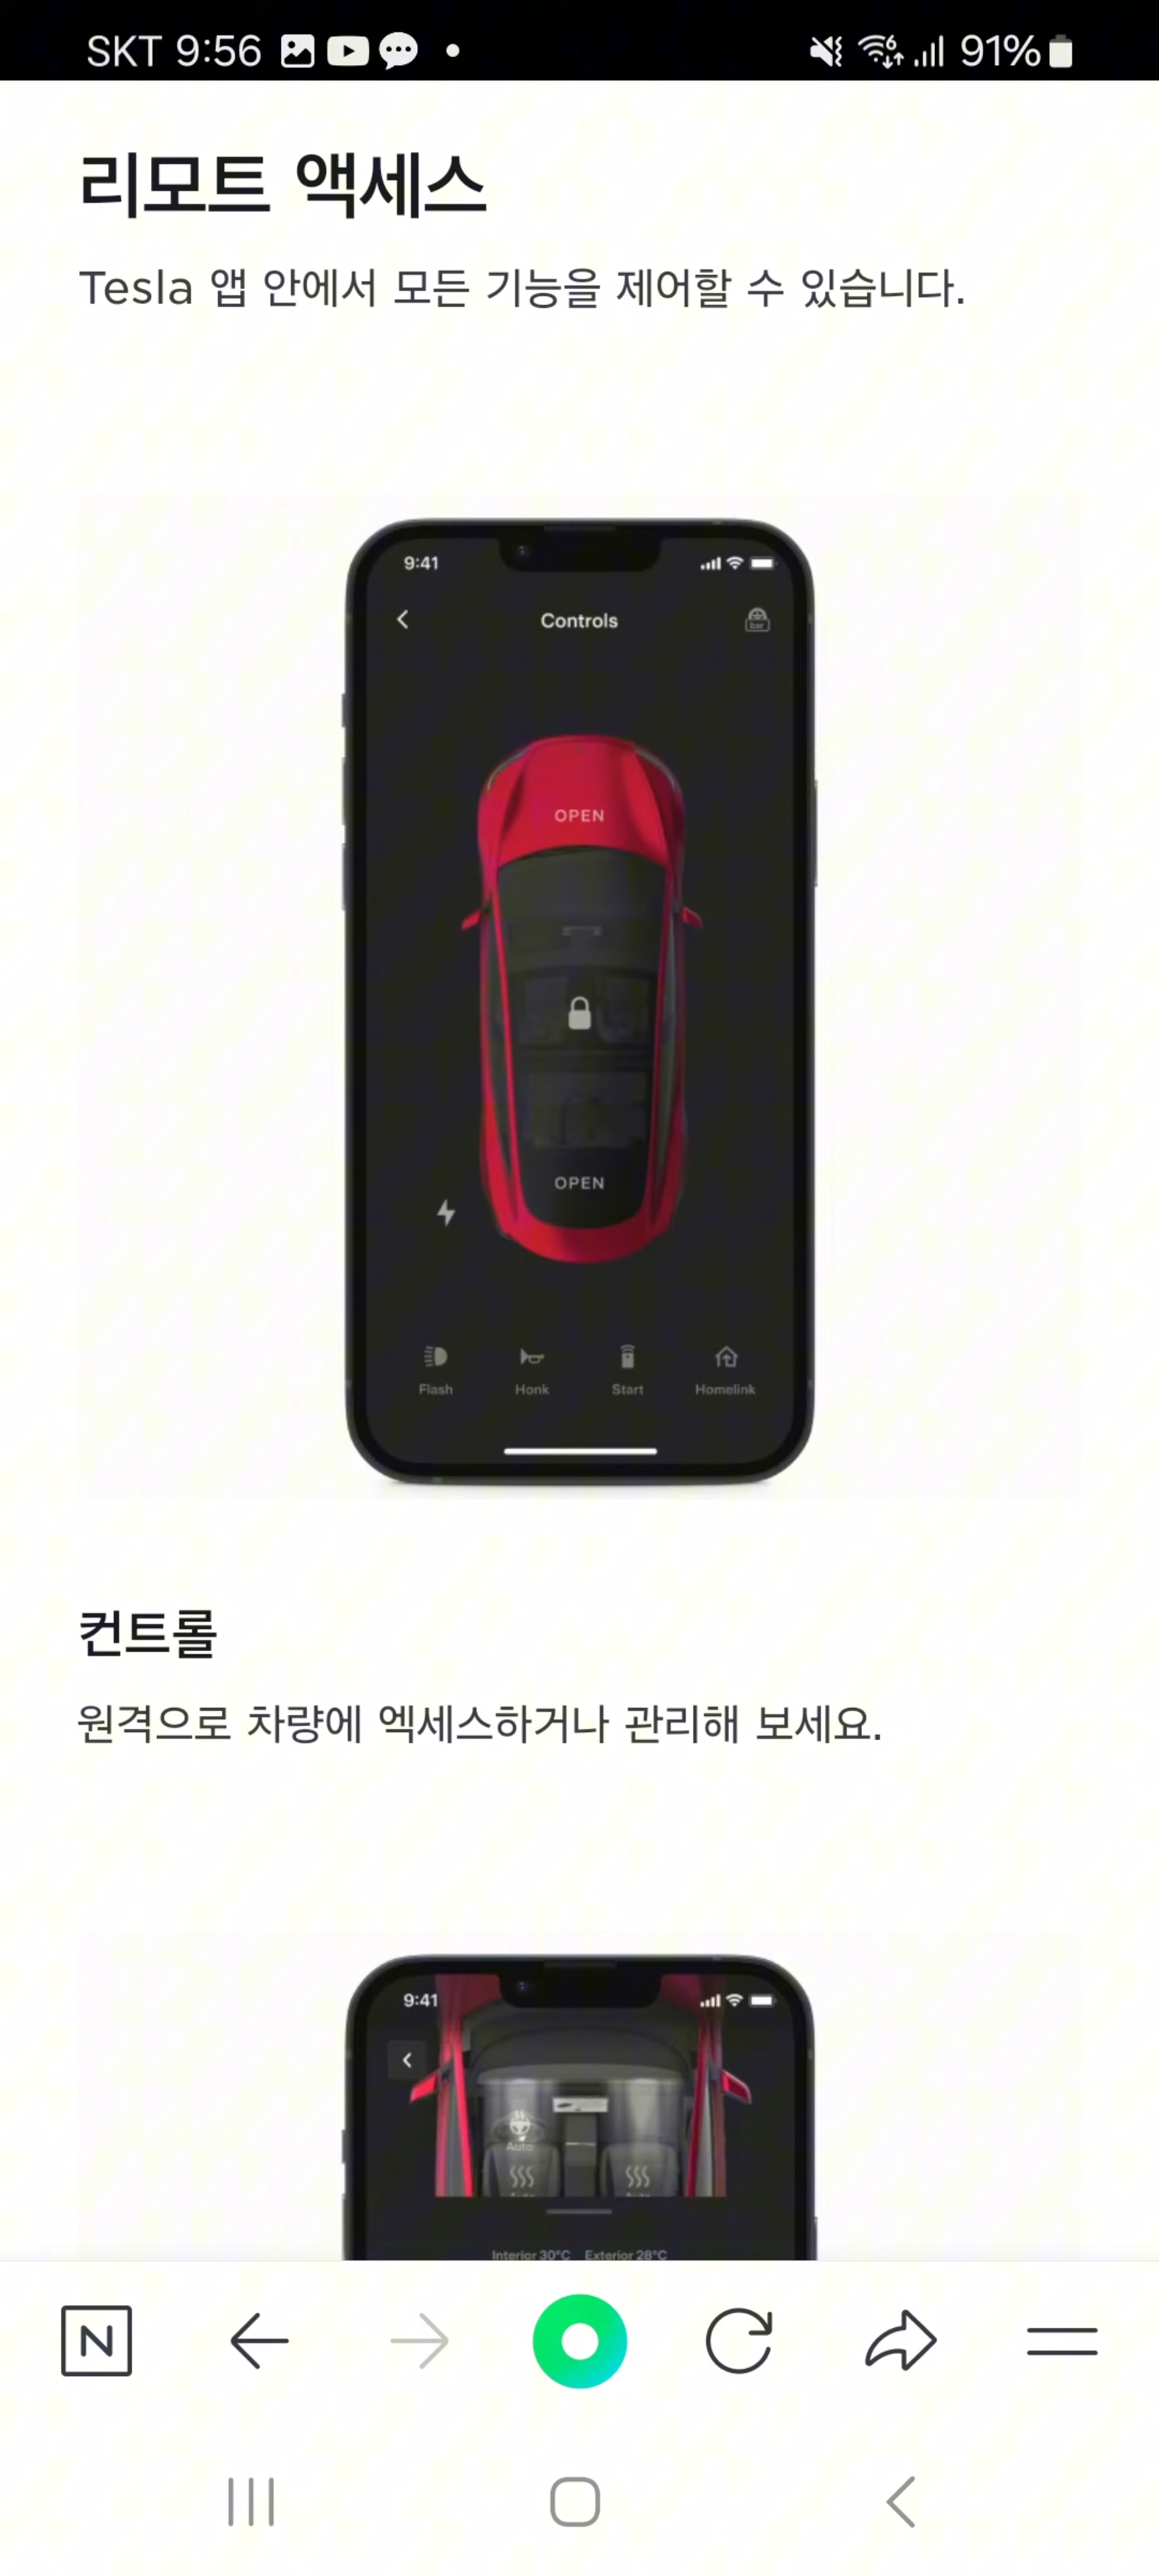 SKT 9:56
91%
리모트 액세스
Tesla 앱 안에서 모든 기능을 제어할 수 있습니다.
9:41
Controls
OPEN
OPEN
Flash Honk Start Homelink
컨트롤
원격으로 차량에 엑세스하거나 관리해 보세요.
9:41
Auto
Interior 30°C Exterior 28°C
N